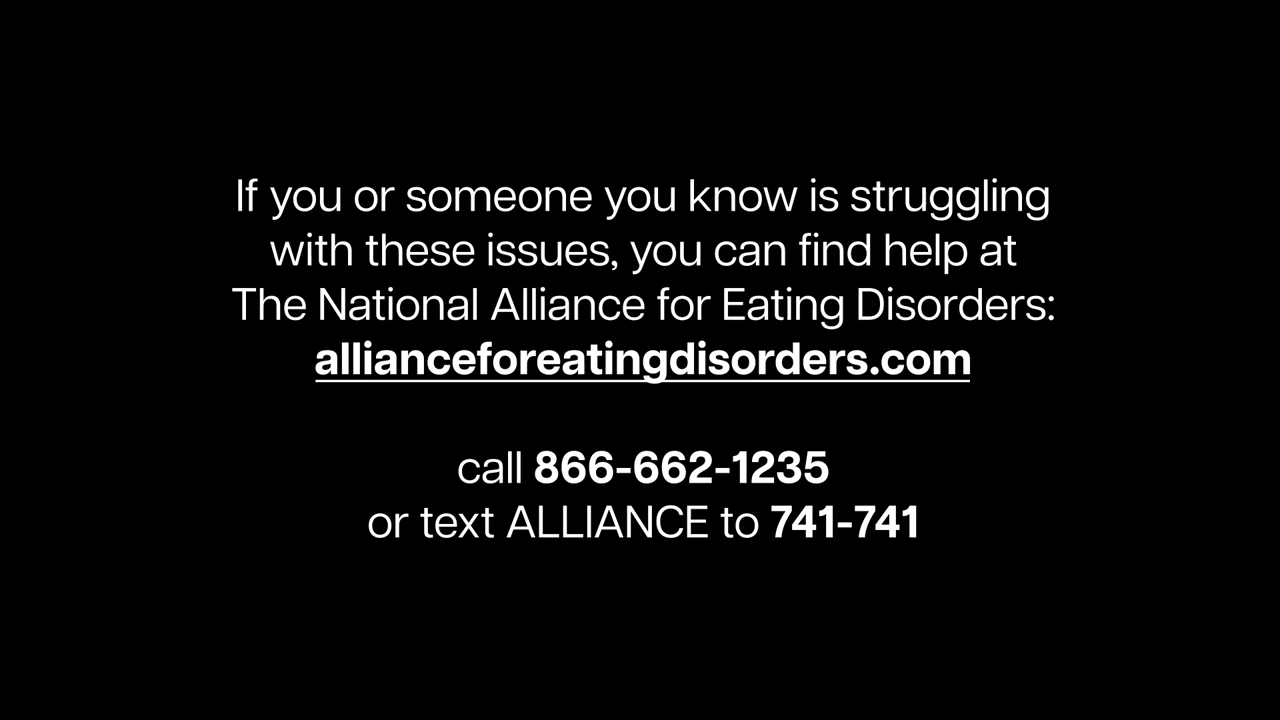 If you or someone you know is struggling
with these issues, you can find help at
The National Alliance for Eating Disorders:
allianceforeatingdisorders.com
call 866-662-1235
or text ALLIANCE to 741-741